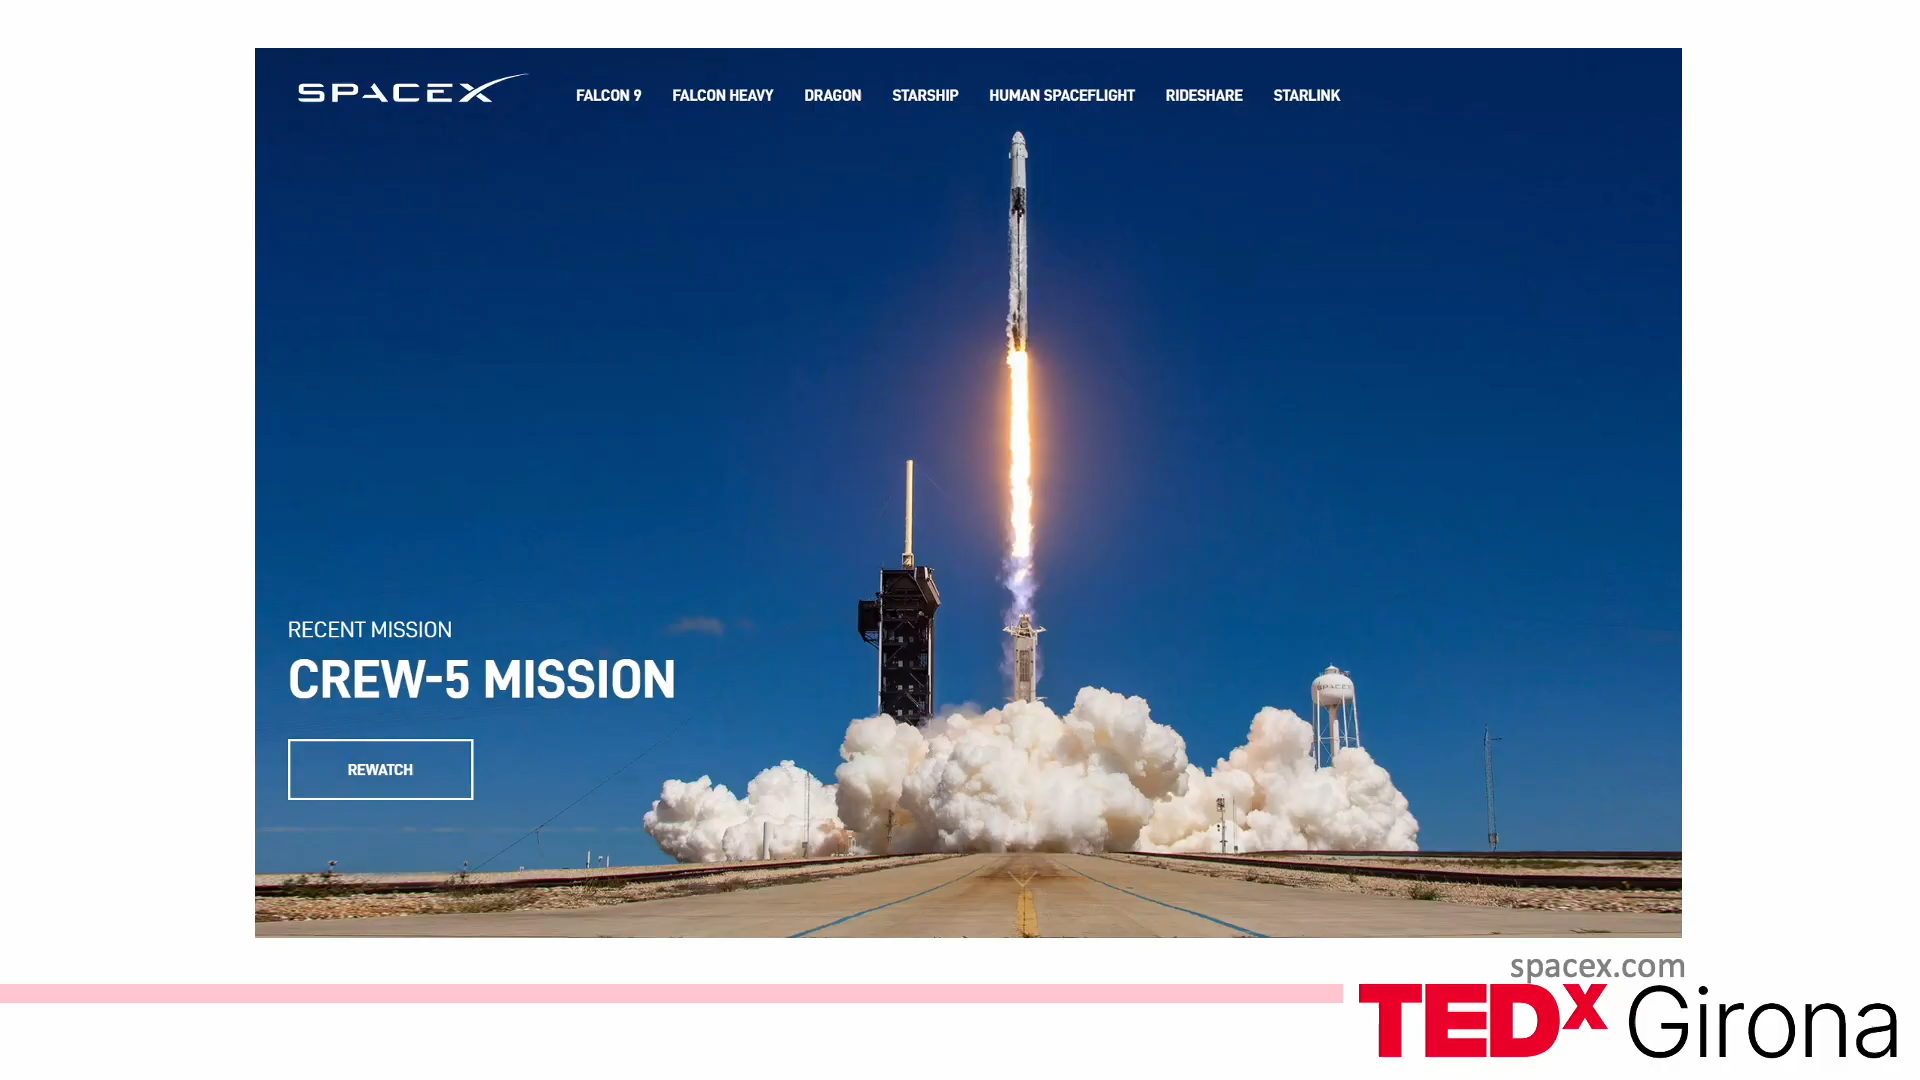 SPACEX
FALCON 9 FALCON HEAVY DRAGON STARSHIP HUMAN SPACEFLIGHT RIDESHARE STARLINK
RECENT MISSION
CREW-5 MISSION
REWATCH
SPACEX
spacex.com
TEDx Girona